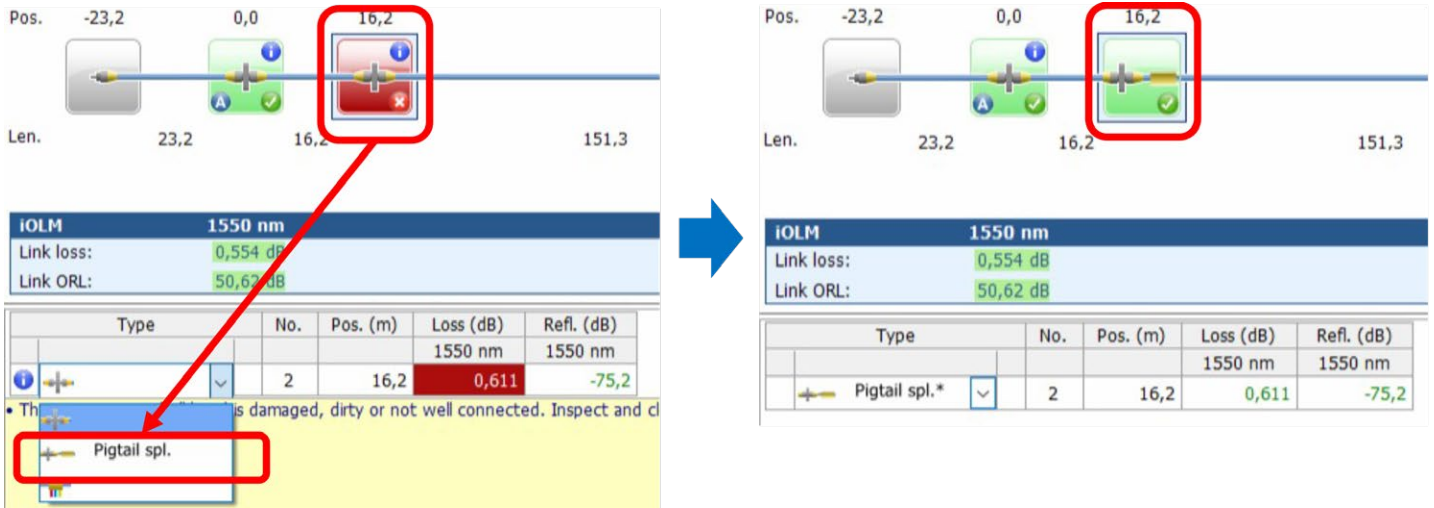 Pos. -23,2 0,0 16,2
A
Len. 23,2 16,2 151,3
iOLM 1550 nm
Link loss: 0,554 dB
Link ORL: 50,62 dB
Type No. Pos. (m) Loss (dB) Refl. (dB)
1550 nm 1550 nm
2 16,2 0,611 -75,2
• Th is damaged, dirty or not well connected. Inspect and cl
Pigtail spl.
Pos. -23,2 0,0 16,2
A
Len. 23,2 16,2 151,3
iOLM 1550 nm
Link loss: 0,554 dB
Link ORL: 50,62 dB
Type No. Pos. (m) Loss (dB) Refl. (dB)
1550 nm 1550 nm
Pigtail spl.* 2 16,2 0,611 -75,2